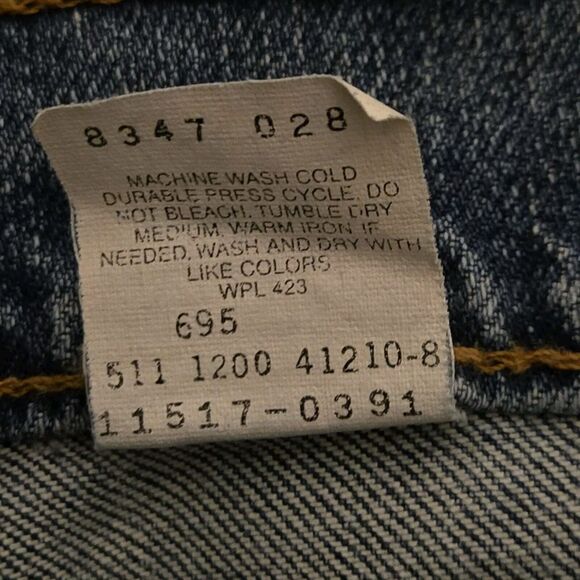 8347 028
MACHINE WASH COLD
DURABLE PRESS CYCLE. DO
NOT BLEACH. TUMBLE DRY
MEDIUM. WARM IRON IF
NEEDED. WASH AND DRY WITH
LIKE COLORS
WPL 423
695
511 1200 41210-8
11517-0391